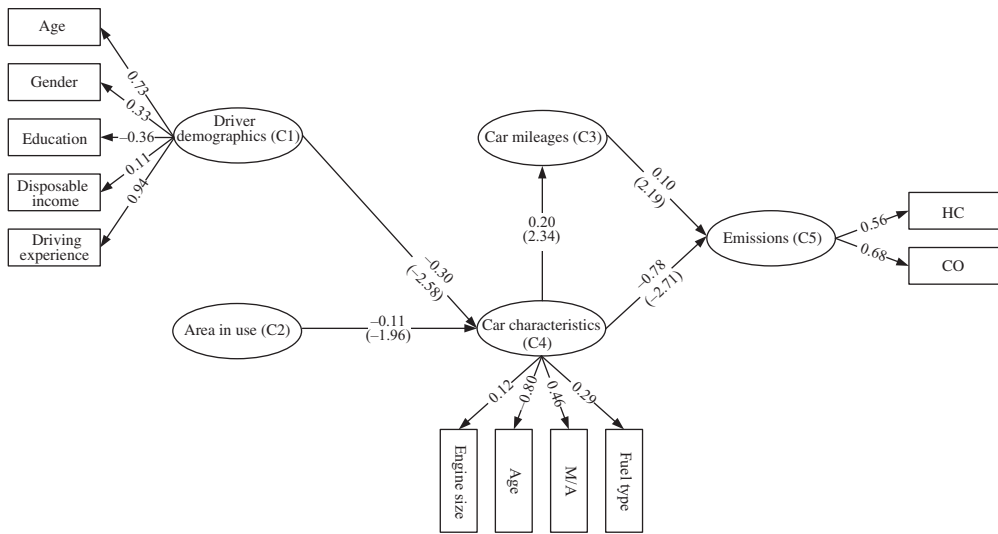 Age
Gender
Education
Disposable
income
Driving
experience
0.73
0.33
–0.36
0.11
0.94
Driver
demographics (C1)
Car mileages (C3)
0.10
(2.19)
0.20
(2.34)
–0.30
(–2.58)
Emissions (C5)
0.56
0.68
HC
CO
–0.78
(–2.71)
Area in use (C2)
–0.11
(–1.96)
Car characteristics
(C4)
0.12
0.80
0.46
0.29
Engine size
Age
M/A
Fuel type